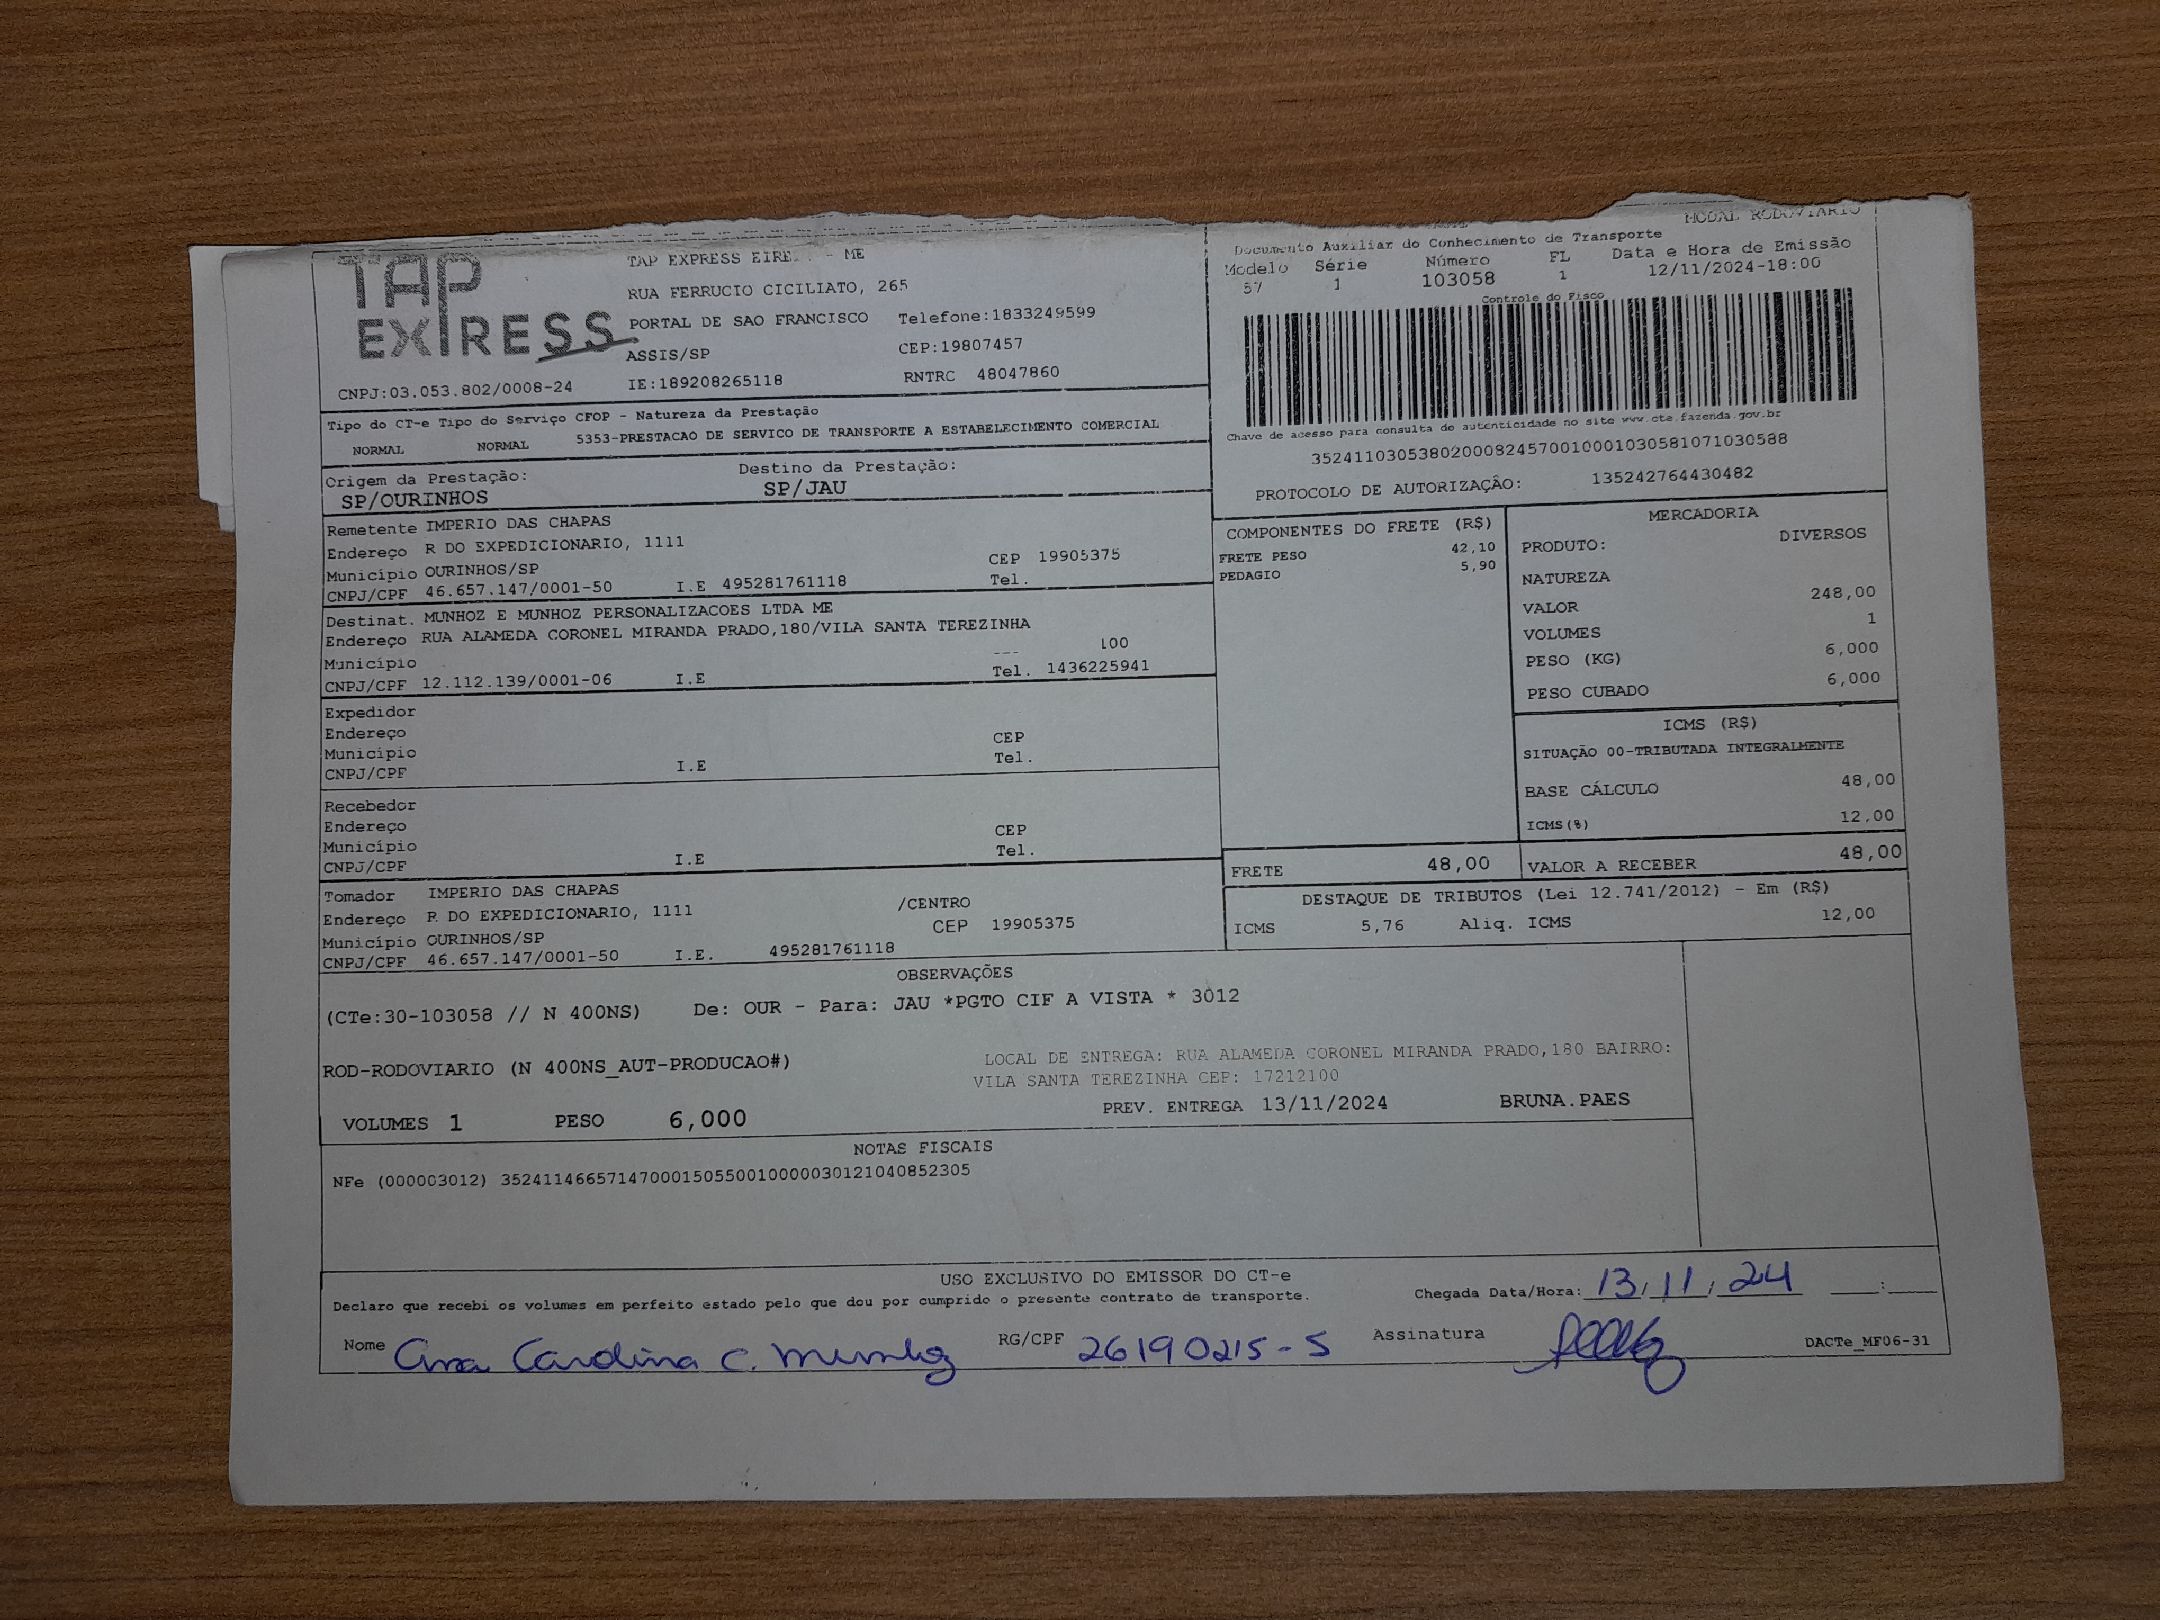 MODAL RODOVIARIO
TAP EXPRESS
TAP EXPRESS - ME
RUA FERRUCIO CICILIATO, 265
PORTAL DE SAO FRANCISCO Telefone:1833249599
ASSIS/SP CEP:19807457
CNPJ:03.053.802/0008-24 IE:189208265118 RNTRC 48047860
Documento Auxiliar do Conhecimento de Transporte
Modelo Série Número FL Data e Hora de Emissão
57 1 103058 1 12/11/2024-18:00
Controle do Fisco
Chave de acesso para consulta de autenticidade no site www.cte.fazenda.gov.br
35241103053802000824570010001030581071030588
PROTOCOLO DE AUTORIZAÇÃO: 135242764430482
Tipo do CT-e Tipo do Serviço CFOP - Natureza da Prestação
NORMAL NORMAL 5353-PRESTACAO DE SERVICO DE TRANSPORTE A ESTABELECIMENTO COMERCIAL
Origem da Prestação: Destino da Prestação:
SP/OURINHOS SP/JAU
Remetente IMPERIO DAS CHAPAS
Endereço R DO EXPEDICIONARIO, 1111
Município OURINHOS/SP CEP 19905375
CNPJ/CPF 46.657.147/0001-50 I.E 495281761118 Tel.
Destinat. MUNHOZ E MUNHOZ PERSONALIZACOES LTDA ME
Endereço RUA ALAMEDA CORONEL MIRANDA PRADO,180/VILA SANTA TEREZINHA
Município 100
CNPJ/CPF 12.112.139/0001-06 I.E Tel. 1436225941
Expedidor
Endereço
Município CEP
CNPJ/CPF I.E Tel.
Recebedor
Endereço
Município CEP
CNPJ/CPF I.E Tel.
Tomador IMPERIO DAS CHAPAS
Endereço R DO EXPEDICIONARIO, 1111 /CENTRO
Município OURINHOS/SP CEP 19905375
CNPJ/CPF 46.657.147/0001-50 I.E. 495281761118
COMPONENTES DO FRETE (R$)
FRETE PESO 42,10
PEDAGIO 5,90
MERCADORIA
PRODUTO: DIVERSOS
NATUREZA
VALOR 248,00
VOLUMES 1
PESO (KG) 6,000
PESO CUBADO 6,000
ICMS (R$)
SITUAÇÃO 00-TRIBUTADA INTEGRALMENTE
BASE CÁLCULO 48,00
ICMS(%) 12,00
FRETE 48,00 VALOR A RECEBER 48,00
DESTAQUE DE TRIBUTOS (Lei 12.741/2012) - Em (R$)
ICMS 5,76 Aliq. ICMS 12,00
OBSERVAÇÕES
(CTe:30-103058 // N 400NS) De: OUR - Para: JAU *PGTO CIF A VISTA * 3012
ROD-RODOVIARIO (N 400NS_AUT-PRODUCAO#) LOCAL DE ENTREGA: RUA ALAMEDA CORONEL MIRANDA PRADO,180 BAIRRO:
VILA SANTA TEREZINHA CEP: 17212100
VOLUMES 1 PESO 6,000 PREV. ENTREGA 13/11/2024 BRUNA.PAES
NOTAS FISCAIS
NFe (000003012) 35241146657147000150550010000030121040852305
USO EXCLUSIVO DO EMISSOR DO CT-e
Declaro que recebi os volumes em perfeito estado pelo que dou por cumprido o presente contrato de transporte. Chegada Data/Hora: 13/11/24 :
Nome Ana Carolina C. Munhoz RG/CPF 26190215-5 Assinatura
DACTe_MF06-31